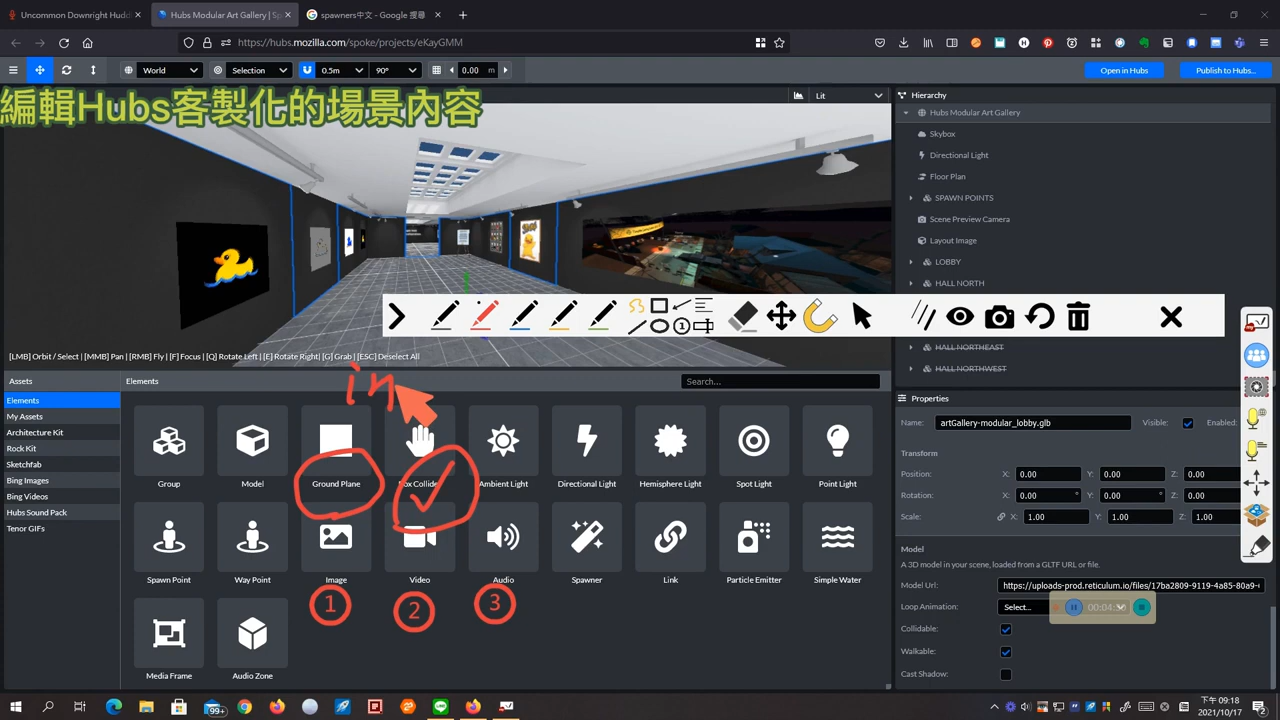 Uncommon Downright Hudd
Hubs Modular Art Gallery | Sp
spawners中文 - Google 搜尋
https://hubs.mozilla.com/spoke/projects/eKayGMM
World
Selection
0.5m
90°
0.00 m
Open in Hubs
Publish to Hubs...
編輯Hubs客製化的場景內容
Lit
Hierarchy
Hubs Modular Art Gallery
Skybox
Directional Light
Floor Plan
SPAWN POINTS
Scene Preview Camera
Layout Image
LOBBY
HALL NORTH
HALL NORTHEAST
HALL NORTHWEST
[LMB] Orbit / Select | [MMB] Pan | [RMB] Fly | [F] Focus | [Q] Rotate Left | [E] Rotate Right| [G] Grab | [ESC] Deselect All
Assets
Elements
Search...
Elements
My Assets
Architecture Kit
Rock Kit
Sketchfab
Bing Images
Bing Videos
Hubs Sound Pack
Tenor GIFs
in
Group
Model
Ground Plane
Box Collider
Ambient Light
Directional Light
Hemisphere Light
Spot Light
Point Light
Spawn Point
Way Point
Image
Video
Audio
Spawner
Link
Particle Emitter
Simple Water
1
2
3
Media Frame
Audio Zone
Properties
Name:
artGallery-modular_lobby.glb
Visible:
Enabled:
Transform
Position:
X: 0.00 Y: 0.00 Z: 0.00
Rotation:
X: 0.00 ° Y: 0.00 ° Z: 0.00
Scale:
X: 1.00 Y: 1.00 Z: 1.00
Model
A 3D model in your scene, loaded from a GLTF URL or file.
Model Url:
https://uploads-prod.reticulum.io/files/17ba2809-9119-4a85-80a9-
Loop Animation:
Select...
Collidable:
Walkable:
Cast Shadow:
99+
下午 09:18
2021/10/17